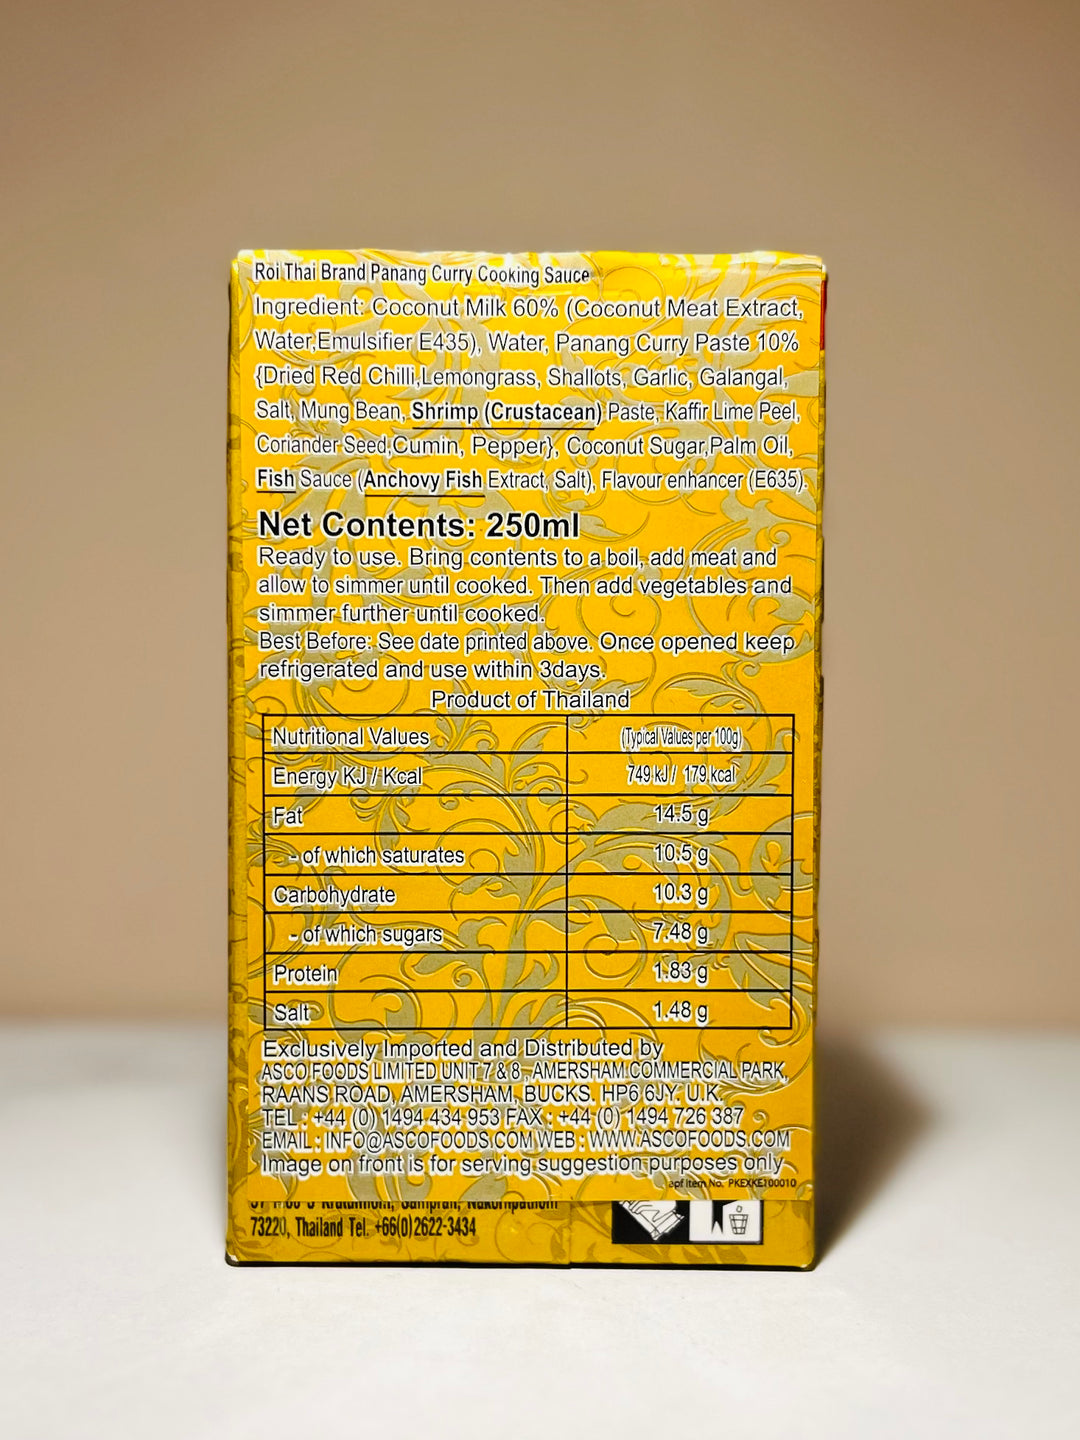 Roi Thai Brand Panang Curry Cooking Sauce
Ingredient: Coconut Milk 60% (Coconut Meat Extract,
Water,Emulsifier E435), Water, Panang Curry Paste 10%
{Dried Red Chilli,Lemongrass, Shallots, Garlic, Galangal,
Salt, Mung Bean, Shrimp (Crustacean) Paste, Kaffir Lime Peel,
Coriander Seed,Cumin, Pepper}, Coconut Sugar,Palm Oil,
Fish Sauce (Anchovy Fish Extract, Salt), Flavour enhancer (E635).
Net Contents: 250ml
Ready to use. Bring contents to a boil, add meat and
allow to simmer until cooked. Then add vegetables and
simmer further until cooked.
Best Before: See date printed above. Once opened keep
refrigerated and use within 3days.
Product of Thailand
Nutritional Values (Typical Values per 100g)
Energy KJ / Kcal 749 kJ / 179 kcal
Fat 14.5 g
- of which saturates 10.5 g
Carbohydrate 10.3 g
- of which sugars 7.48 g
Protein 1.83 g
Salt 1.48 g
Exclusively Imported and Distributed by
ASCO FOODS LIMITED UNIT 7 & 8, AMERSHAM COMMERCIAL PARK,
RAANS ROAD, AMERSHAM, BUCKS. HP6 6JY. U.K.
TEL : +44 (0) 1494 434 953 FAX : +44 (0) 1494 726 387
EMAIL : INFO@ASCOFOODS.COM WEB : WWW.ASCOFOODS.COM
Image on front is for serving suggestion purposes only
apf Item No. PKEXKE100010
Sampran, Nakornpathom
73220, Thailand Tel. +66(0)2622-3434